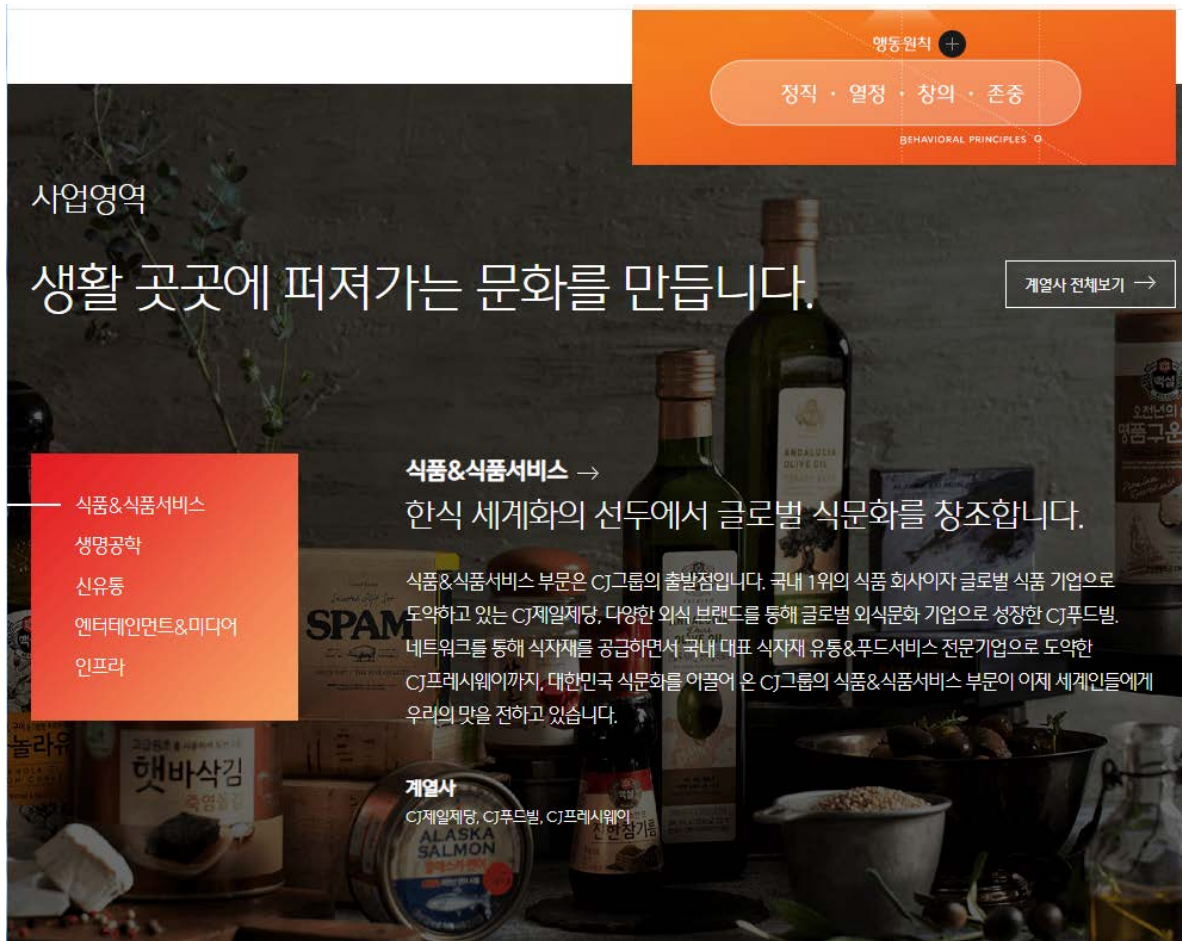 행동원칙
정직 · 열정 · 창의 · 존중
BEHAVIORAL PRINCIPLES
사업영역
생활 곳곳에 퍼져가는 문화를 만듭니다.
계열사 전체보기 →
식품&식품서비스
생명공학
신유통
엔터테인먼트&미디어
인프라
식품&식품서비스 →
한식 세계화의 선두에서 글로벌 식문화를 창조합니다.
식품&식품서비스 부문은 CJ그룹의 출발점입니다. 국내 1위의 식품 회사이자 글로벌 식품 기업으로
도약하고 있는 CJ제일제당, 다양한 외식 브랜드를 통해 글로벌 외식문화 기업으로 성장한 CJ푸드빌.
네트워크를 통해 식자재를 공급하면서 국내 대표 식자재 유통&푸드서비스 전문기업으로 도약한
CJ프레시웨이까지, 대한민국 식문화를 이끌어 온 CJ그룹의 식품&식품서비스 부문이 이제 세계인들에게
우리의 맛을 전하고 있습니다.
계열사
CJ제일제당, CJ푸드빌, CJ프레시웨이
SPAM
ANDALUCIA
OLIVE OIL
백설
햇바삭김
ALASKA
SALMON